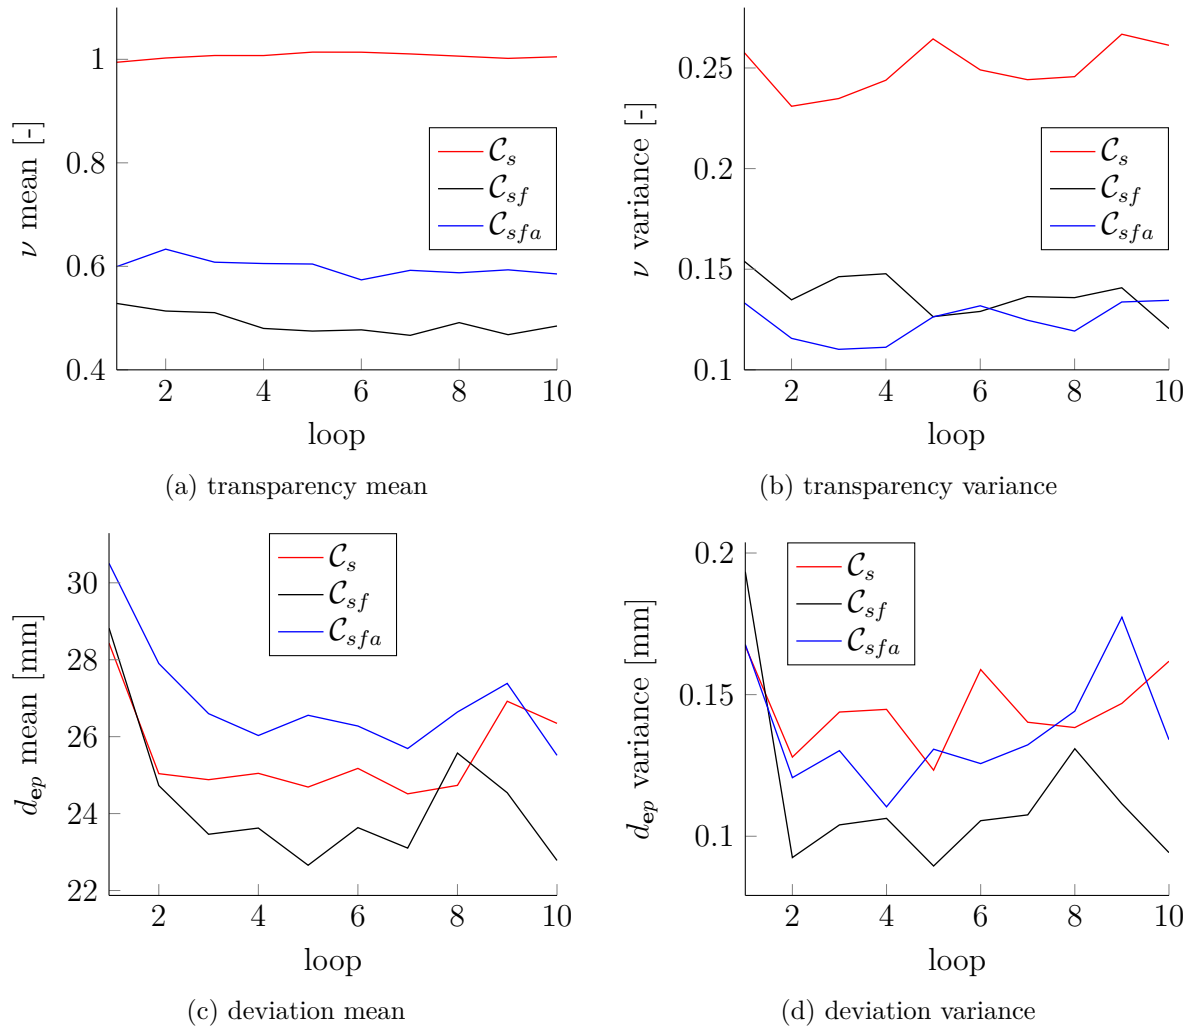 1
0.8
0.6
0.4
ν mean [-]
2 4 6 8 10
loop
𝒞ₛ
𝒞ₛf
𝒞ₛfₐ
(a) transparency mean
0.25
0.2
0.15
0.1
ν variance [-]
2 4 6 8 10
loop
𝒞ₛ
𝒞ₛf
𝒞ₛfₐ
(b) transparency variance
30
28
26
24
22
d_ep mean [mm]
2 4 6 8 10
loop
𝒞ₛ
𝒞ₛf
𝒞ₛfₐ
(c) deviation mean
0.2
0.15
0.1
d_ep variance [mm]
2 4 6 8 10
loop
𝒞ₛ
𝒞ₛf
𝒞ₛfₐ
(d) deviation variance